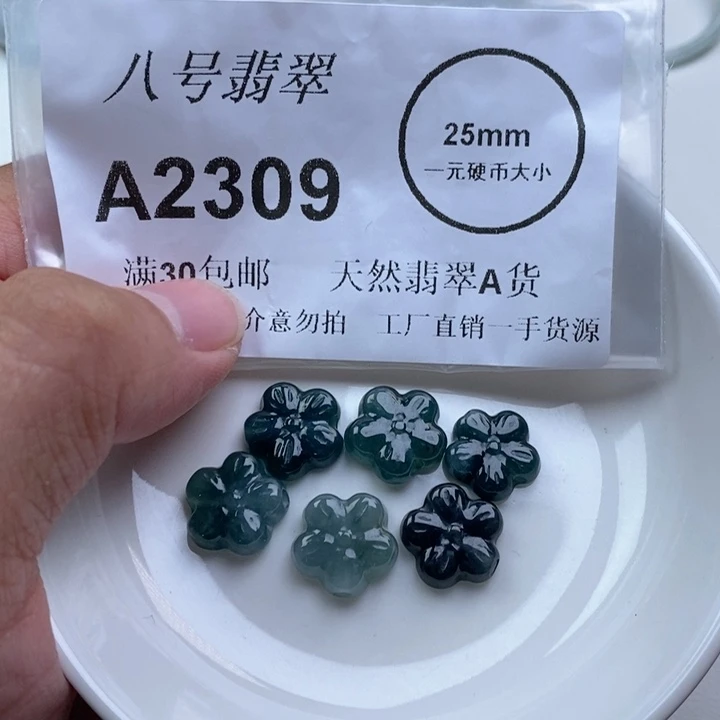 八号翡翠
25mm
一元硬币大小
A2309
满30包邮 天然翡翠A货
介意勿拍 工厂直销一手货源